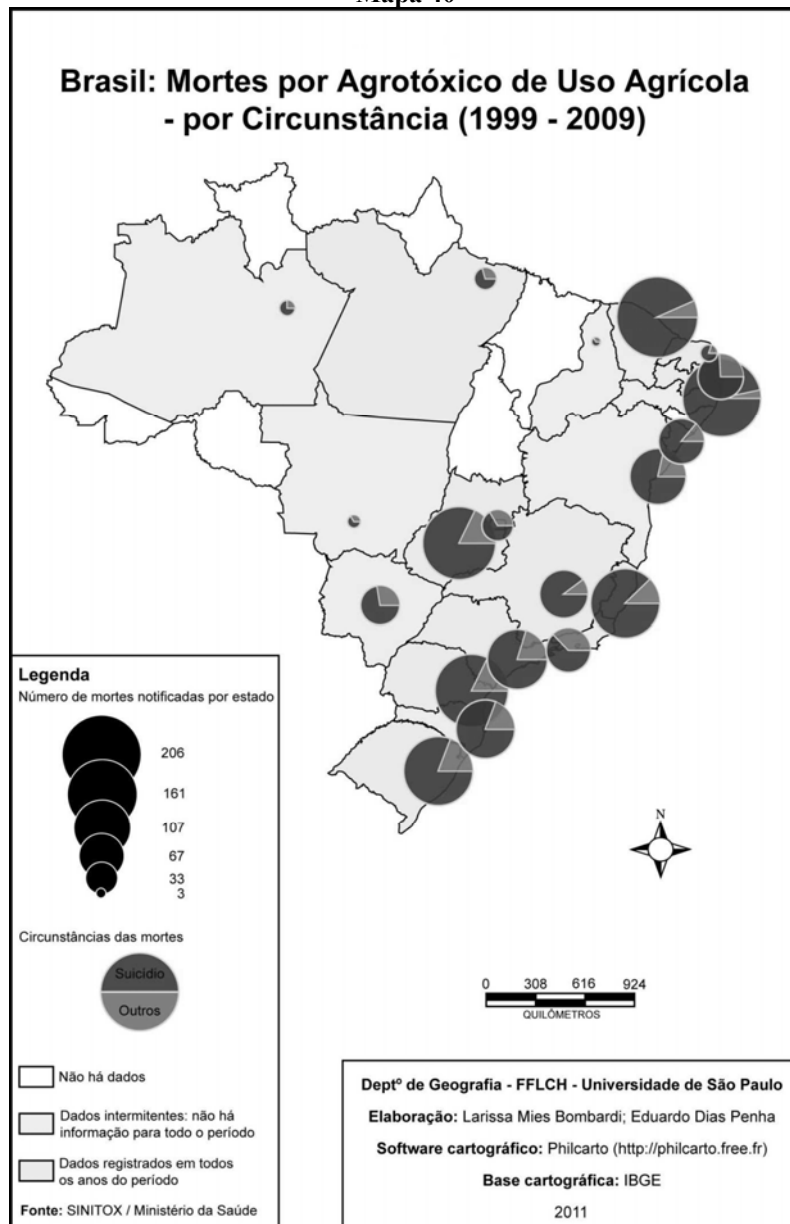 Mapa 40
Brasil: Mortes por Agrotóxico de Uso Agrícola
- por Circunstância (1999 - 2009)
Legenda
Número de mortes notificadas por estado
206
161
107
67
33
3
Circunstâncias das mortes
Suicídio
Outros
Não há dados
Dados intermitentes: não há
informação para todo o período
Dados registrados em todos
os anos do período
Fonte: SINITOX / Ministério da Saúde
N
0 308 616 924
QUILÔMETROS
Deptº de Geografia - FFLCH - Universidade de São Paulo
Elaboração: Larissa Mies Bombardi; Eduardo Dias Penha
Software cartográfico: Philcarto (http://philcarto.free.fr)
Base cartográfica: IBGE
2011